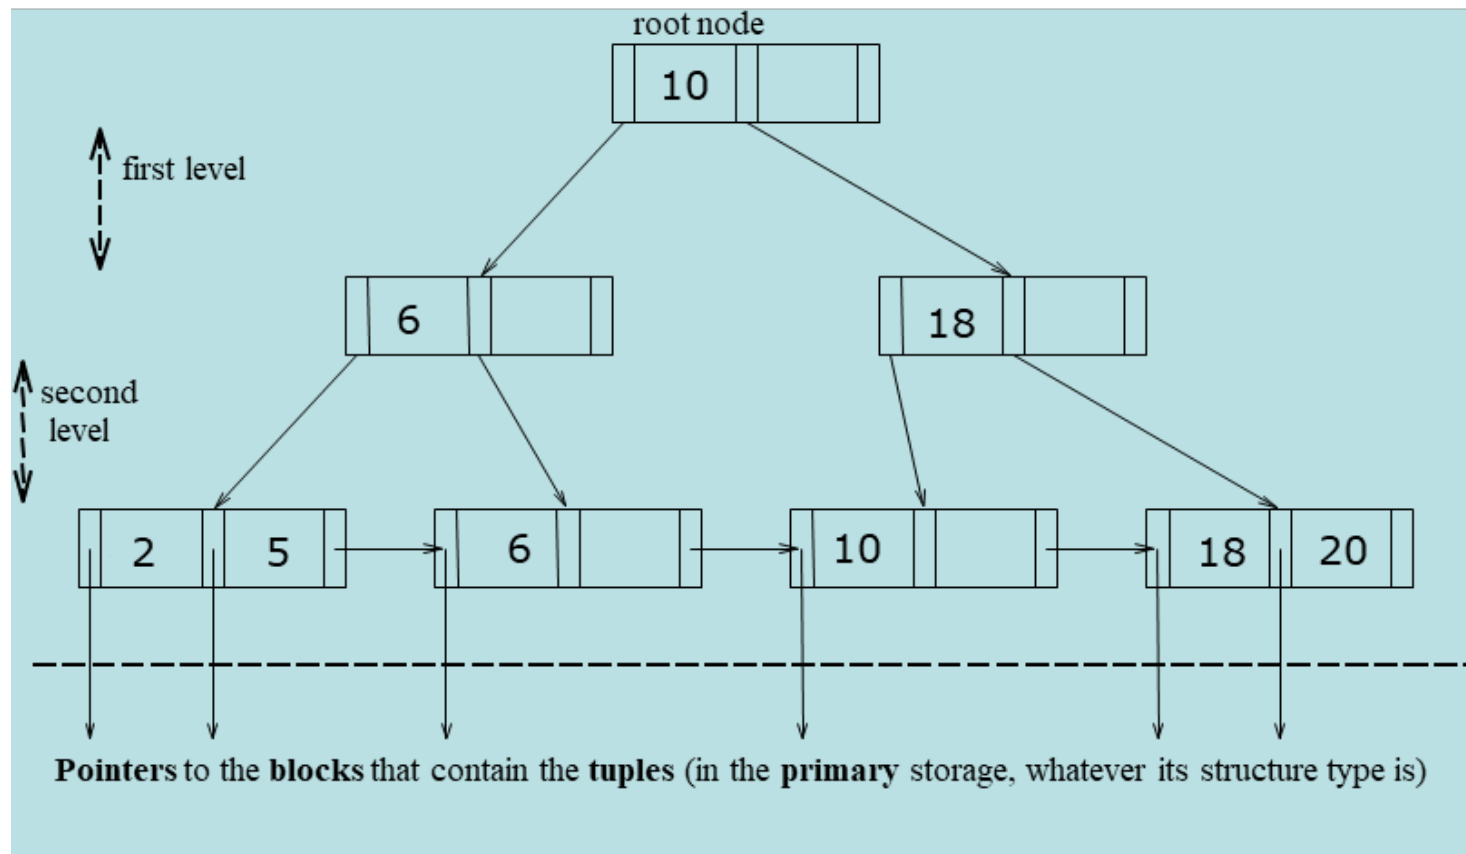 root node
10
first level
6
18
second
level
2 5 6 10 18 20
Pointers to the blocks that contain the tuples (in the primary storage, whatever its structure type is)